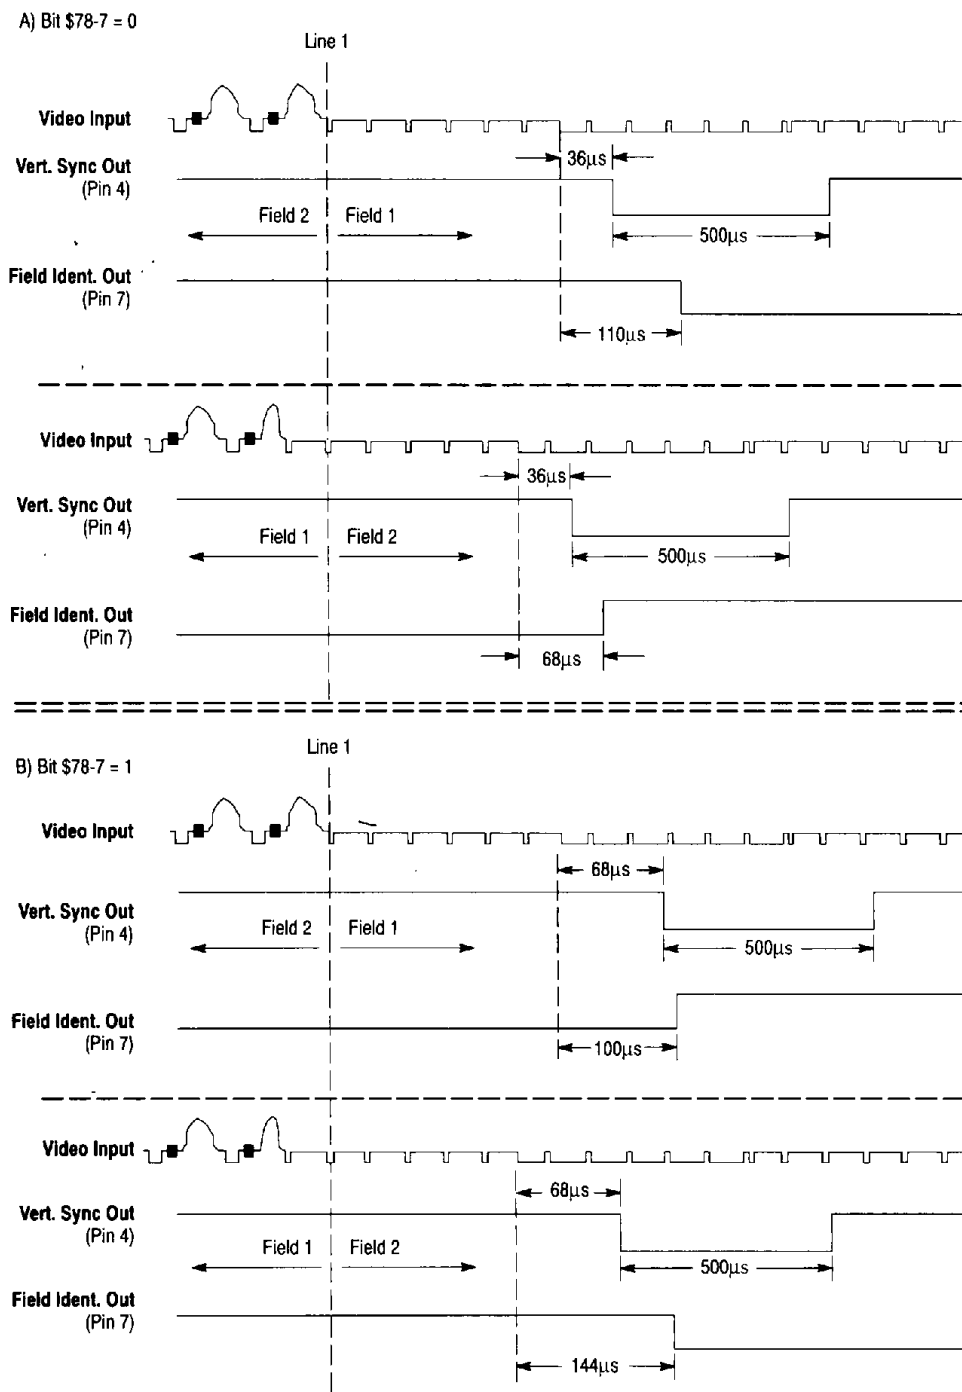 A) Bit $78-7 = 0
Line 1
Video Input
36µs
Vert. Sync Out
(Pin 4)
Field 2 Field 1
500µs
Field Ident. Out
(Pin 7)
110µs
Video Input
36µs
Vert. Sync Out
(Pin 4)
Field 1 Field 2
500µs
Field Ident. Out
(Pin 7)
68µs
Line 1
B) Bit $78-7 = 1
Video Input
68µs
Vert. Sync Out
(Pin 4)
Field 2 Field 1
500µs
Field Ident. Out
(Pin 7)
100µs
Video Input
68µs
Vert. Sync Out
(Pin 4)
Field 1 Field 2
500µs
Field Ident. Out
(Pin 7)
144µs